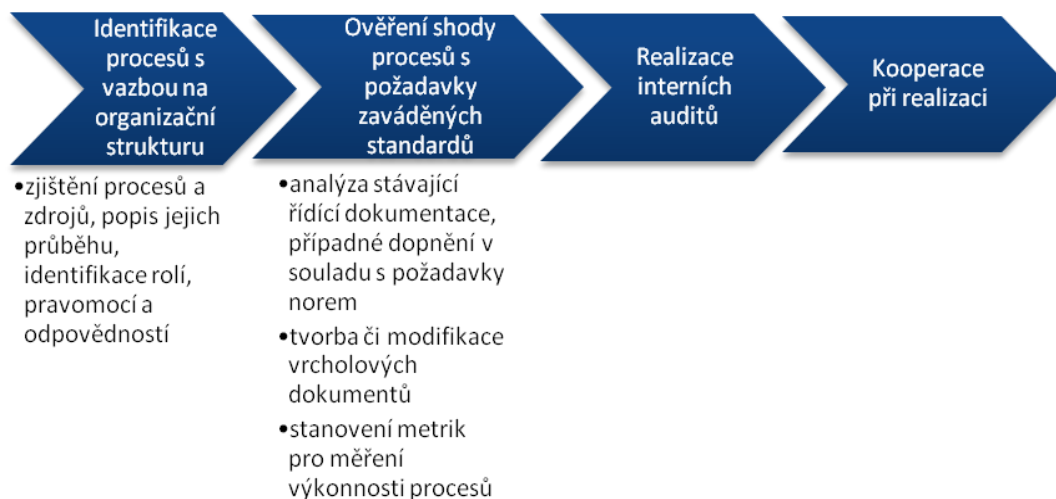 Identifikace
procesů s
vazbou na
organizační
strukturu
•zjištění procesů a
zdrojů, popis jejich
průběhu,
identifikace rolí,
pravomocí a
odpovědností
Ověření shody
procesů s
požadavky
zaváděných
standardů
•analýza stávající
řídící dokumentace,
případné dopnění v
souladu s požadavky
norem
•tvorba či modifikace
vrcholových
dokumentů
•stanovení metrik
pro měření
výkonnosti procesů
Realizace
interních
auditů
Kooperace
při realizaci